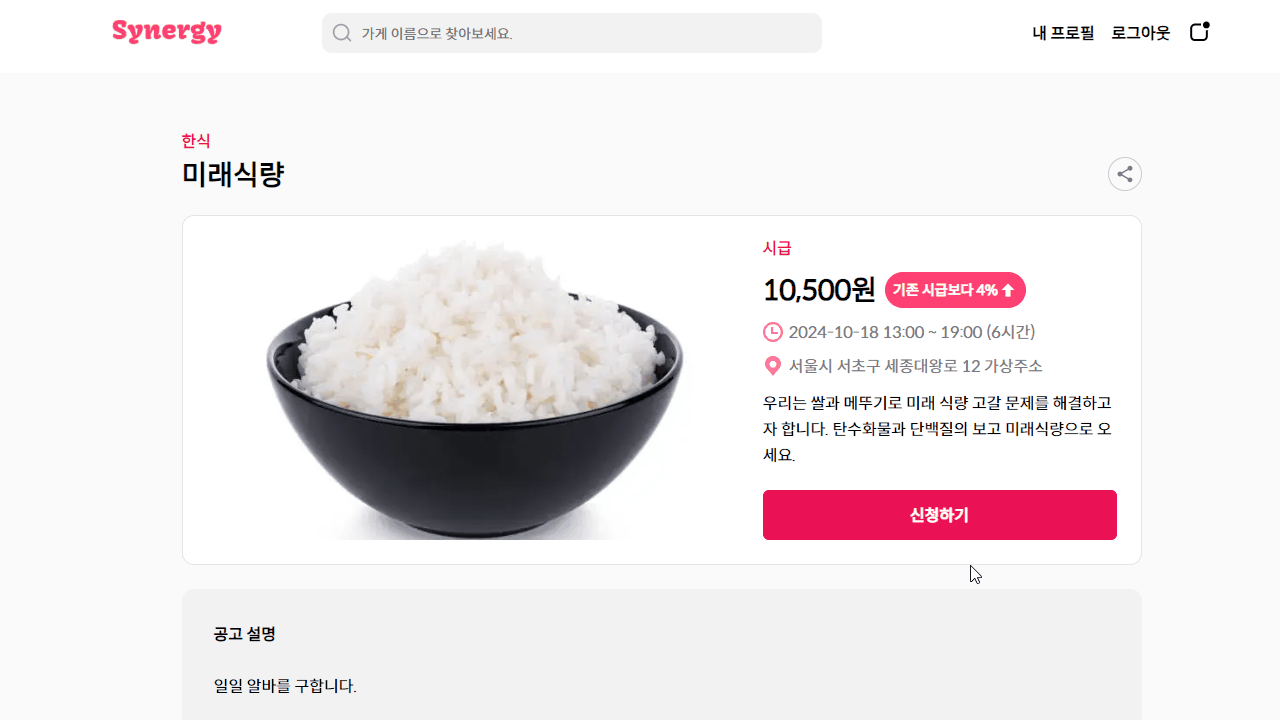 Synergy
가게 이름으로 찾아보세요.
내 프로필 로그아웃
한식
미래식량
시급
10,500원 기존 시급보다 4%
2024-10-18 13:00 ~ 19:00 (6시간)
서울시 서초구 세종대왕로 12 가상주소
우리는 쌀과 메뚜기로 미래 식량 고갈 문제를 해결하고
자 합니다. 탄수화물과 단백질의 보고 미래식량으로 오
세요.
신청하기
공고 설명
일일 알바를 구합니다.